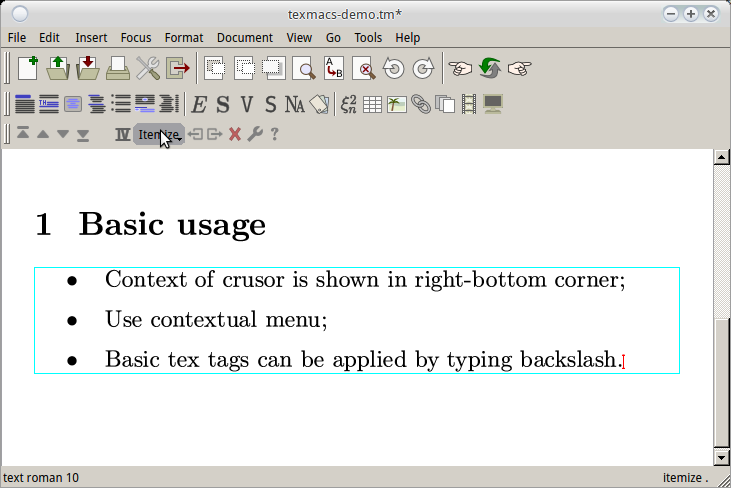 texmacs-demo.tm*
File Edit Insert Focus Format Document View Go Tools Help
E S V S NA
IV Itemize ?
1 Basic usage
• Context of crusor is shown in right-bottom corner;
• Use contextual menu;
• Basic tex tags can be applied by typing backslash.
text roman 10 itemize .